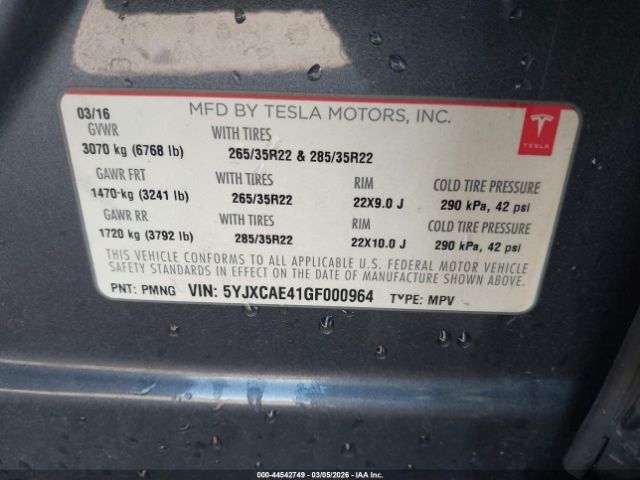 03/16 MFD BY TESLA MOTORS, INC.
GVWR WITH TIRES
3070 kg (6768 lb) 265/35R22 & 285/35R22
TESLA
GAWR FRT WITH TIRES RIM COLD TIRE PRESSURE
1470-kg (3241 lb) 265/35R22 22X9.0 J 290 kPa, 42 psi
GAWR RR WITH TIRES RIM COLD TIRE PRESSURE
1720 kg (3792 lb) 285/35R22 22X10.0 J 290 kPa, 42 psi
THIS VEHICLE CONFORMS TO ALL APPLICABLE U.S. FEDERAL MOTOR VEHICLE
SAFETY STANDARDS IN EFFECT ON THE DATE OF MANUFACTURE SHOWN ABOVE.
PNT: PMNG VIN: 5YJXCAE41GF000964 TYPE: MPV
000-44542749 - 03/05/2026 - IAA Inc.